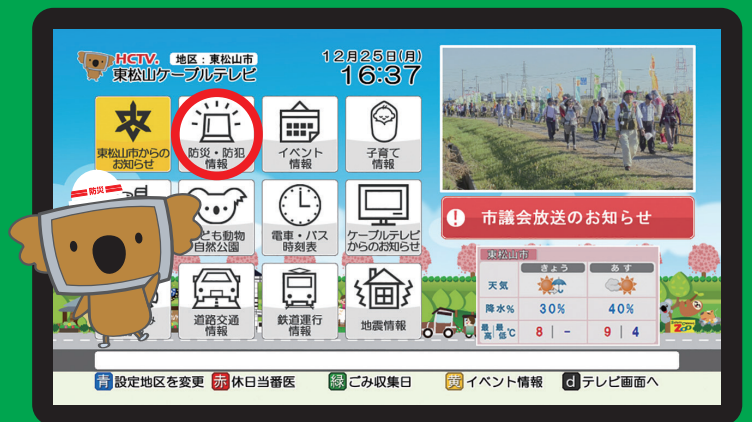 HCTV. 地区：東松山市
東松山ケーブルテレビ
12月25日(月)
16:37
東松山市からの
お知らせ
防災・防犯
情報
イベント
情報
子育て
情報
防災
ども動物
自然公園
電車・バス
時刻表
ケーブルテレビ
からのお知らせ
道路交通
情報
鉄道運行
情報
地震情報
! 市議会放送のお知らせ
東松山市
きょう あす
天気
降水% 30% 40%
最高 最低 ℃ 8 | - 9 | 4
青 設定地区を変更 赤 休日当番医 緑 ごみ収集日 黄 イベント情報 d テレビ画面へ